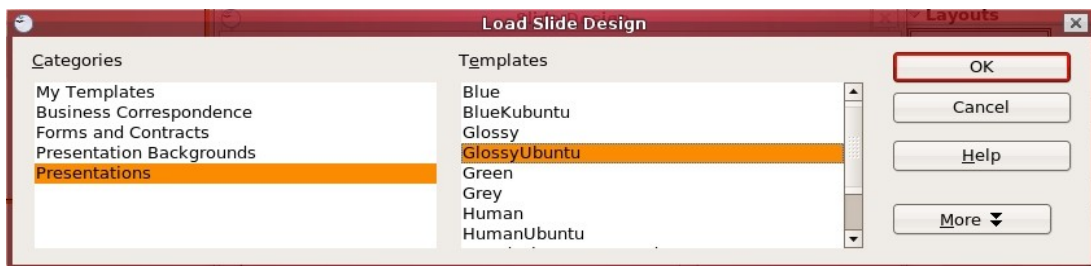 Load Slide Design
Layouts
Categories
My Templates
Business Correspondence
Forms and Contracts
Presentation Backgrounds
Presentations
Templates
Blue
BlueKubuntu
Glossy
GlossyUbuntu
Green
Grey
Human
HumanUbuntu
OK
Cancel
Help
More